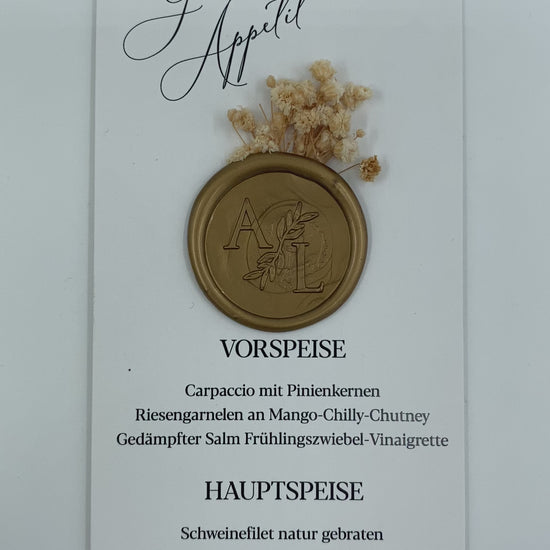 Appetit
A
L
VORSPEISE
Carpaccio mit Pinienkernen
Riesengarnelen an Mango-Chilly-Chutney
Gedämpfter Salm Frühlingszwiebel-Vinaigrette
HAUPTSPEISE
Schweinefilet natur gebraten